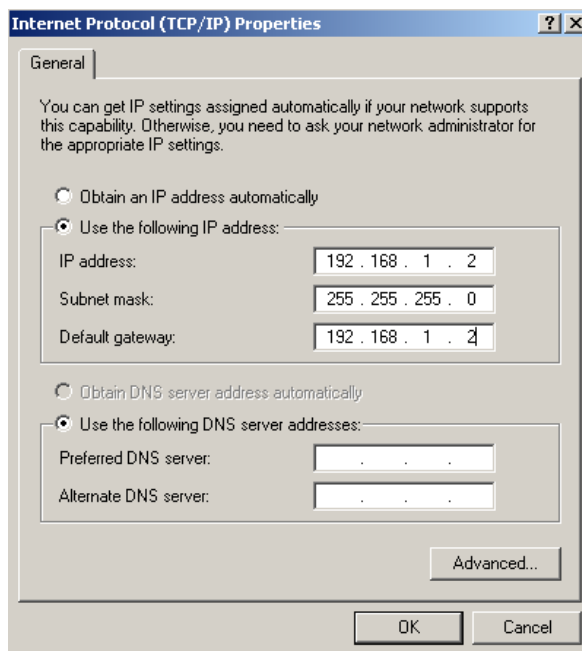 Internet Protocol (TCP/IP) Properties
General
You can get IP settings assigned automatically if your network supports
this capability. Otherwise, you need to ask your network administrator for
the appropriate IP settings.
Obtain an IP address automatically
Use the following IP address:
IP address: 192 . 168 . 1 . 2
Subnet mask: 255 . 255 . 255 . 0
Default gateway: 192 . 168 . 1 . 2
Obtain DNS server address automatically
Use the following DNS server addresses:
Preferred DNS server: . . .
Alternate DNS server: . . .
Advanced...
OK Cancel